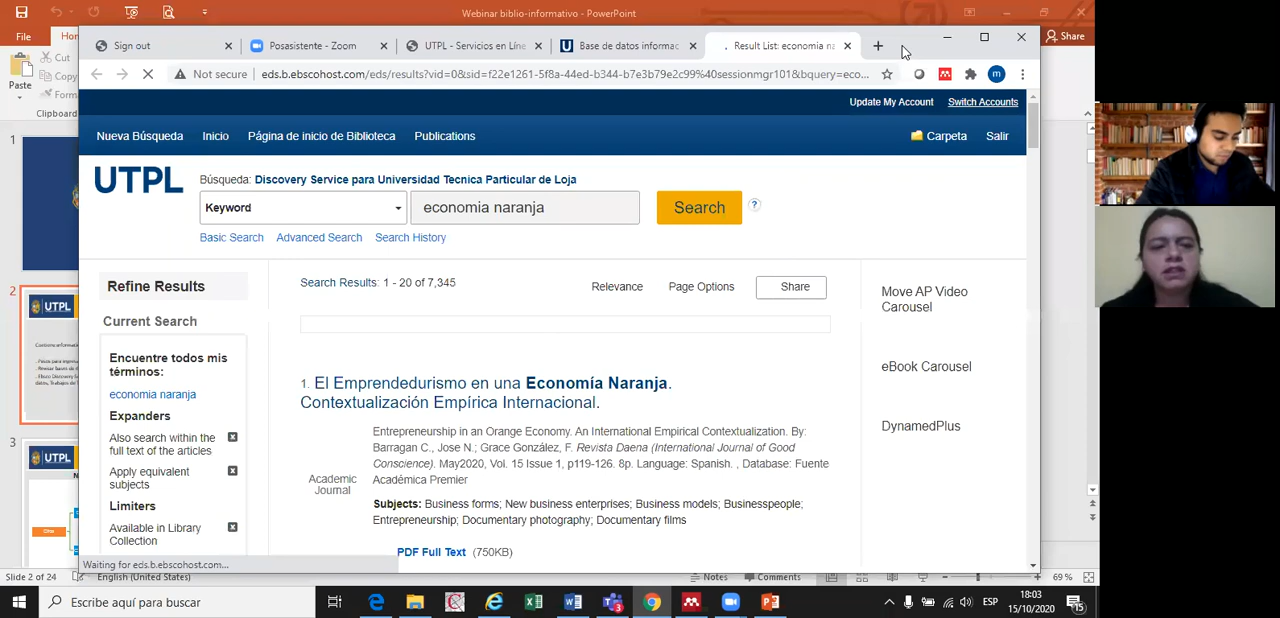 Webinar biblio-informativo - PowerPoint
File
Share
Cut
Copy
Paste
Clipboard
Sign out
Posasistente - Zoom
UTPL - Servicios en Líne
Base de datos informac
Result List: economia na
Not secure
eds.b.ebscohost.com/eds/results?vid=0&sid=f22e1261-5f8a-44ed-b344-b7e3b79e2c99%40sessionmgr101&bquery=eco...
m
Update My Account
Switch Accounts
Nueva Búsqueda
Inicio
Página de inicio de Biblioteca
Publications
Carpeta
Salir
UTPL
Búsqueda: Discovery Service para Universidad Tecnica Particular de Loja
Keyword
economia naranja
Search
?
Basic Search
Advanced Search
Search History
Refine Results
Current Search
Encuentre todos mis
términos:
economia naranja
Expanders
Also search within the
full text of the articles
Apply equivalent
subjects
Limiters
Available in Library
Collection
Search Results: 1 - 20 of 7,345
Relevance
Page Options
Share
1. El Emprendedurismo en una Economía Naranja.
Contextualización Empírica Internacional.
Entrepreneurship in an Orange Economy. An International Empirical Contextualization. By:
Barragan C., Jose N.; Grace González, F. Revista Daena (International Journal of Good
Conscience). May2020, Vol. 15 Issue 1, p119-126. 8p. Language: Spanish. , Database: Fuente
Académica Premier
Academic
Journal
Subjects: Business forms; New business enterprises; Business models; Businesspeople;
Entrepreneurship; Documentary photography; Documentary films
PDF Full Text (750KB)
Move AP Video
Carousel
eBook Carousel
DynamedPlus
Waiting for eds.b.ebscohost.com...
1
2
UTPL
3
UTPL
Slide 2 of 24
English (United States)
Notes
Comments
69 %
Escribe aquí para buscar
3
ESP
18:03
15/10/2020
15